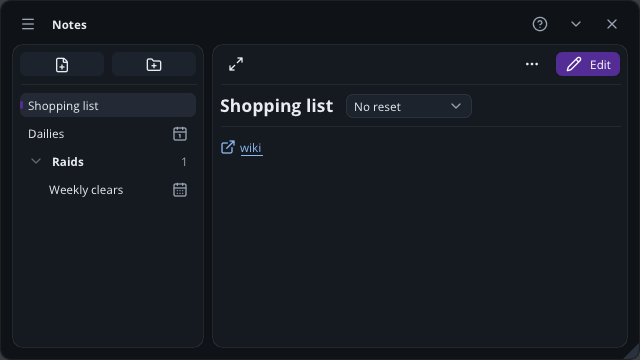 Notes
Edit
Shopping list
Dailies
Raids 1
Weekly clears
Shopping list No reset
wiki